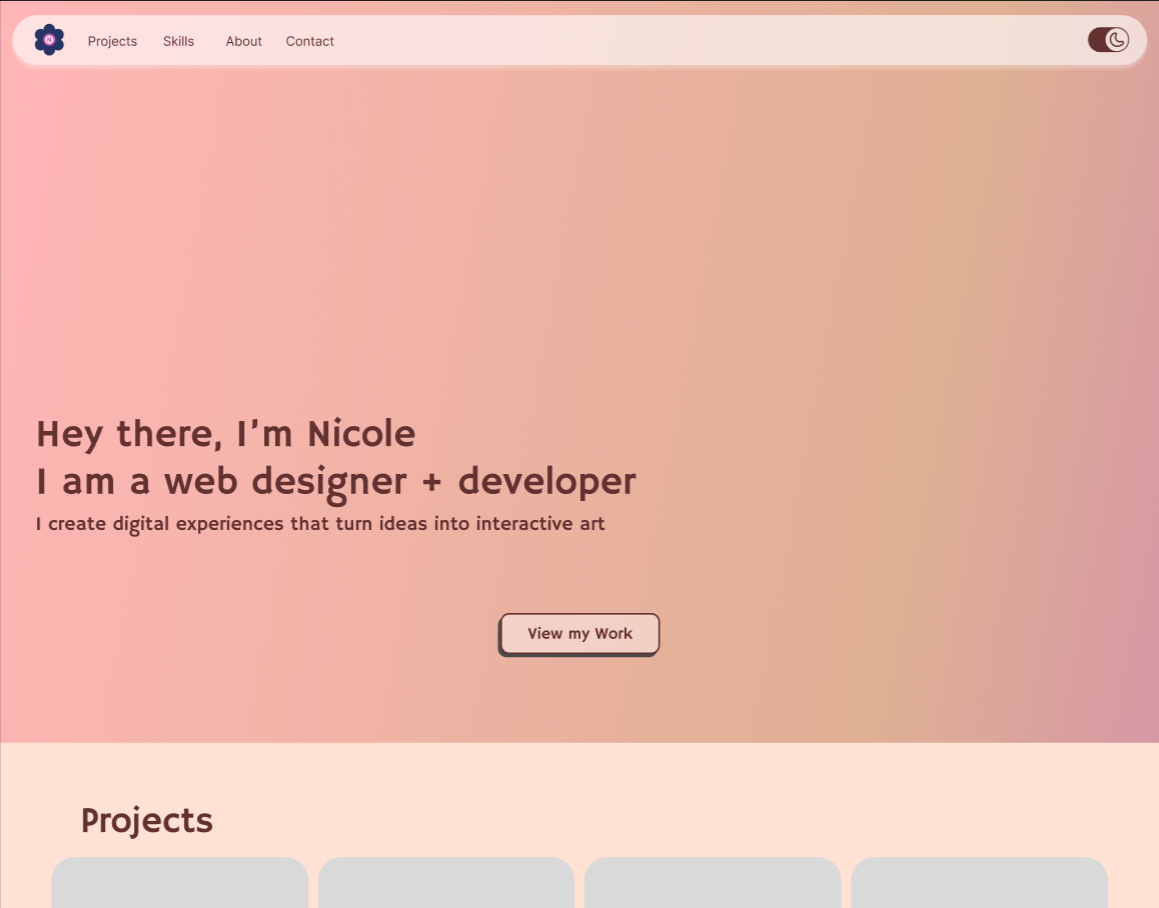 N
Projects Skills About Contact
Hey there, I’m Nicole
I am a web designer + developer
I create digital experiences that turn ideas into interactive art
View my Work
Projects